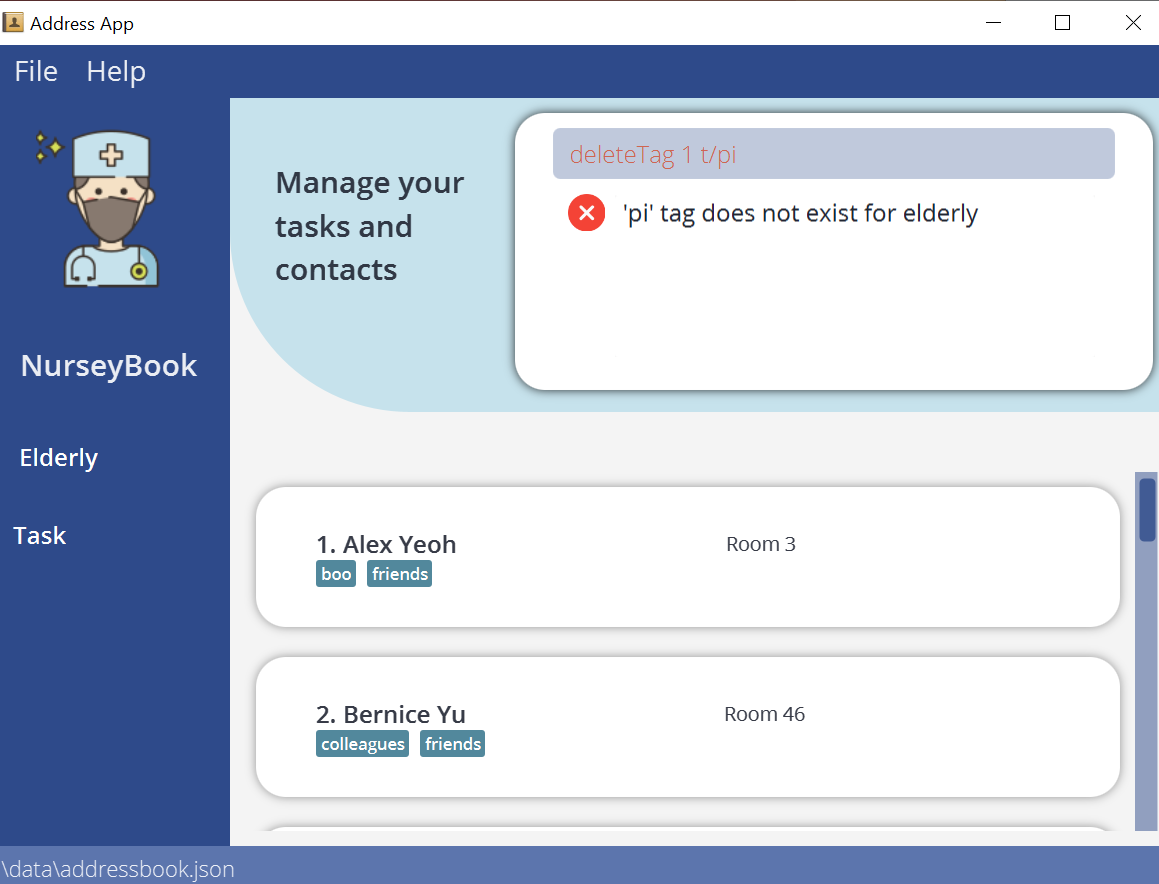 Address App
File Help
deleteTag 1 t/pi
'pi' tag does not exist for elderly
Manage your
tasks and
contacts
NurseyBook
Elderly
Task
1. Alex Yeoh
Room 3
boo friends
2. Bernice Yu
Room 46
colleagues friends
\data\addressbook.json